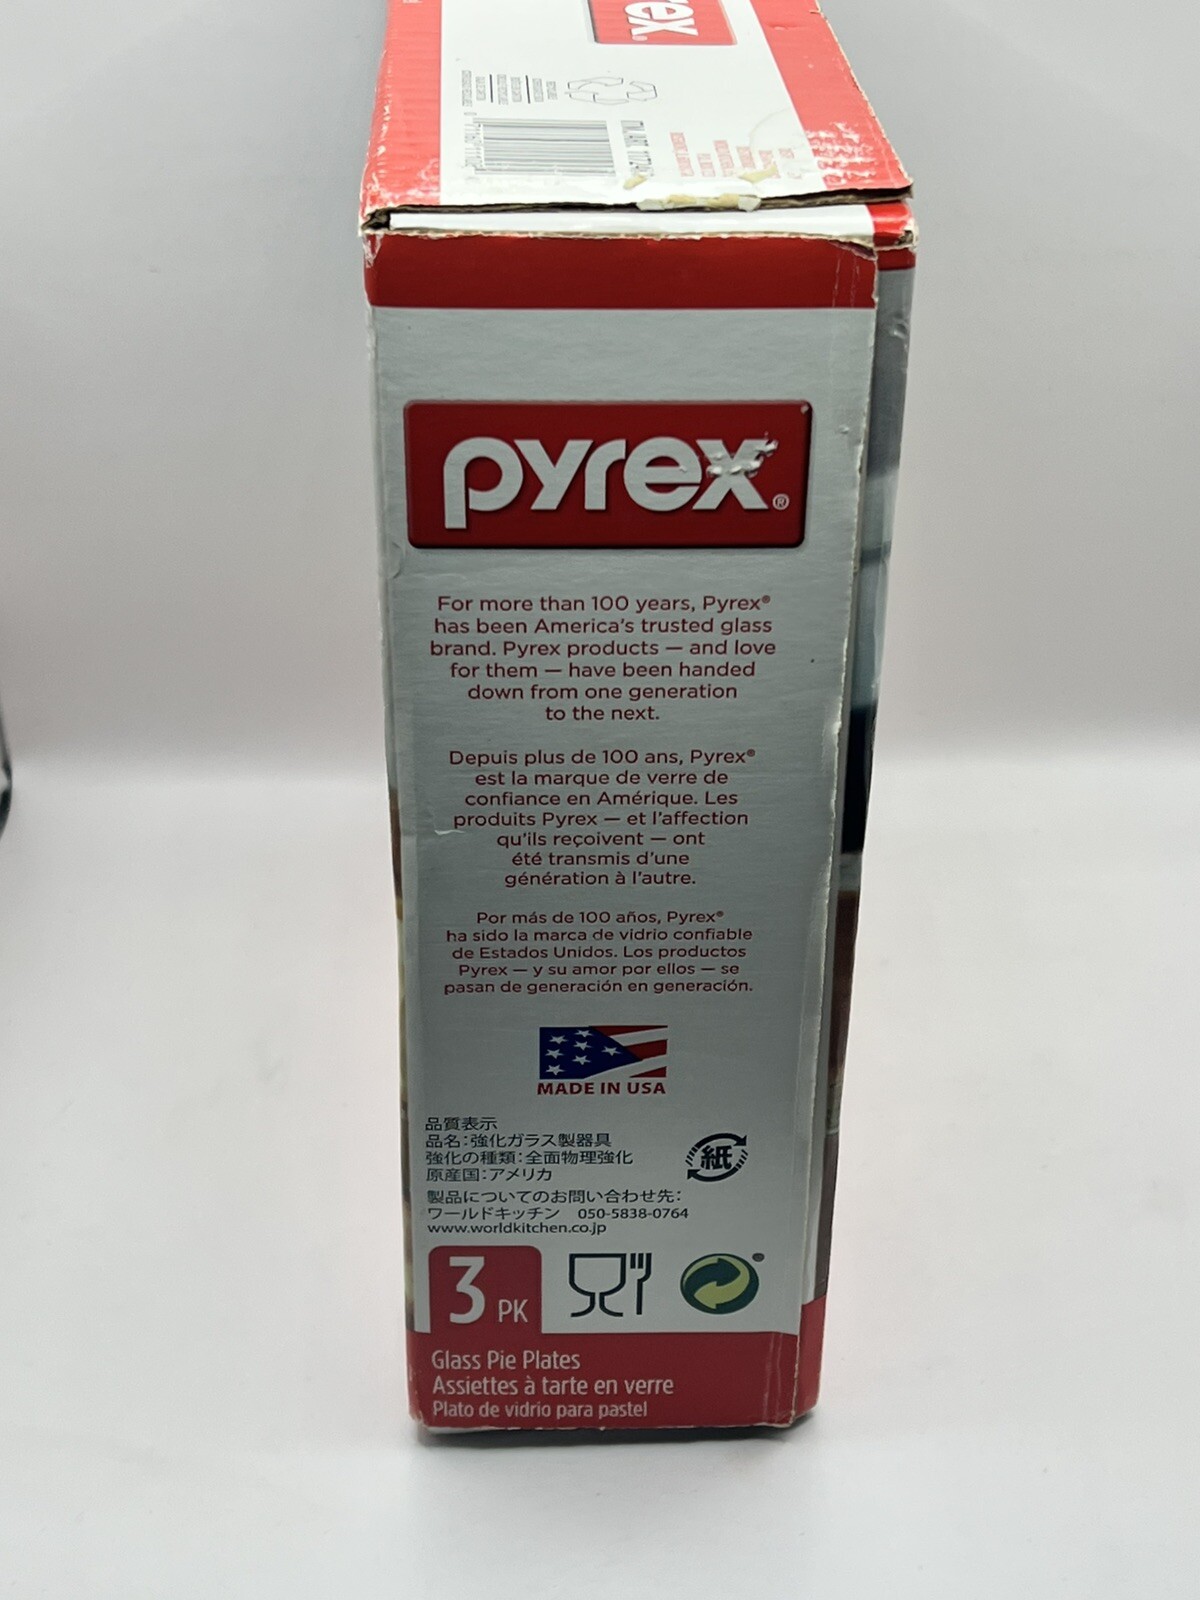 pyrex®
For more than 100 years, Pyrex®
has been America's trusted glass
brand. Pyrex products — and love
for them — have been handed
down from one generation
to the next.
Depuis plus de 100 ans, Pyrex®
est la marque de verre de
confiance en Amérique. Les
produits Pyrex — et l'affection
qu'ils reçoivent — ont
été transmis d'une
génération à l'autre.
Por más de 100 años, Pyrex®
ha sido la marca de vidrio confiable
de Estados Unidos. Los productos
Pyrex — y su amor por ellos — se
pasan de generación en generación.
MADE IN USA
品質表示
品名:強化ガラス製器具
強化の種類:全面物理強化
原産国:アメリカ
紙
製品についてのお問い合わせ先:
ワールドキッチン 050-5838-0764
www.worldkitchen.co.jp
3 PK
Glass Pie Plates
Assiettes à tarte en verre
Plato de vidrio para pastel